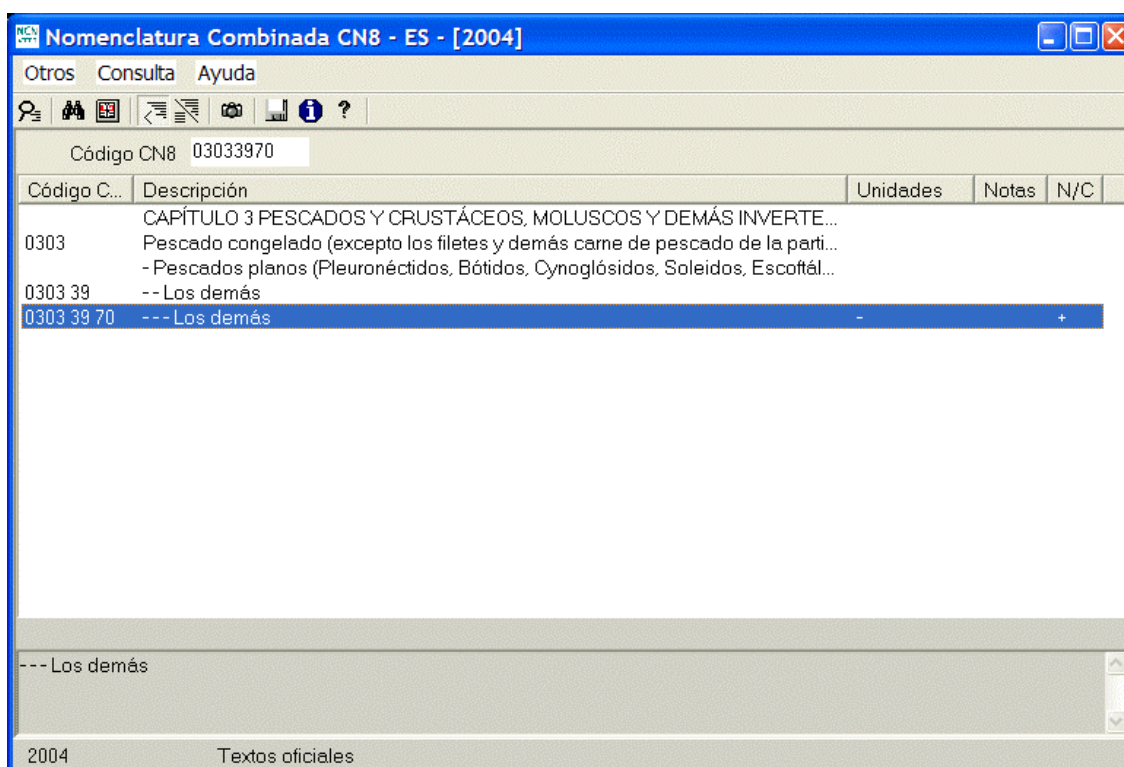 Nomenclatura Combinada CN8 - ES - [2004]
Otros Consulta Ayuda
Código CN8 03033970
Código C... Descripción Unidades Notas N/C
CAPÍTULO 3 PESCADOS Y CRUSTÁCEOS, MOLUSCOS Y DEMÁS INVERTE...
0303 Pescado congelado (excepto los filetes y demás carne de pescado de la parti...
- Pescados planos (Pleuronéctidos, Bótidos, Cynoglósidos, Soleidos, Escoftál...
0303 39 - - Los demás
0303 39 70 - - - Los demás - +
- - - Los demás
2004 Textos oficiales